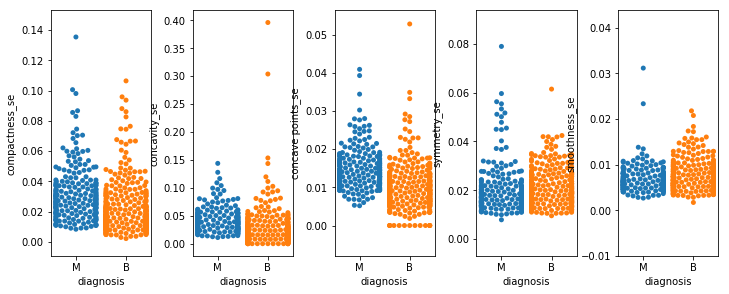 compactness_se
0.14
0.12
0.10
0.08
0.06
0.04
0.02
0.00
M
B
diagnosis
concavity_se
0.40
0.35
0.30
0.25
0.20
0.15
0.10
0.05
0.00
M
B
diagnosis
concave points_se
0.05
0.04
0.03
0.02
0.01
0.00
M
B
diagnosis
symmetry_se
0.08
0.06
0.04
0.02
0.00
M
B
diagnosis
smoothness_se
0.04
0.03
0.02
0.01
0.00
−0.01
M
B
diagnosis